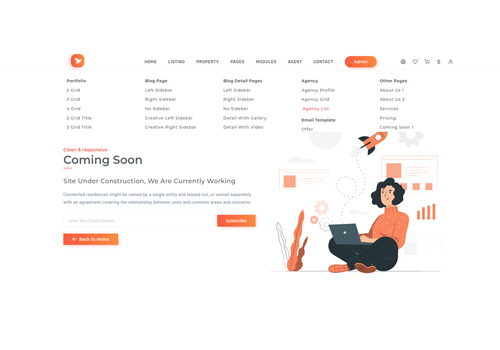 HOME LISTING PROPERTY PAGES MODULES AGENT CONTACT Admin $
Portfolio
2 Grid
3 Grid
4 Grid
2 Grid Title
3 Grid Title
Blog Page
Left Sidebar
Right Sidebar
No Sidebar
Creative Left Sidebar
Creative Right Sidebar
Blog Detail Pages
Left Sidebar
Right Sidebar
No Sidebar
Detail With Gallery
Detail With Video
Agency
Agency Profile
Agency Grid
Agency List
Email Template
Offer
Other Pages
About Us 1
About Us 2
Services
Pricing
Coming Soon 1
Clean & responsive
Coming Soon
Site Under Construction, We Are Currently Working
Connected residences might be owned by a single entity and leased out, or owned separately
with an agreement covering the relationship between units and common areas and concerns.
Enter Your Email Address
Subscribe
Back To Home